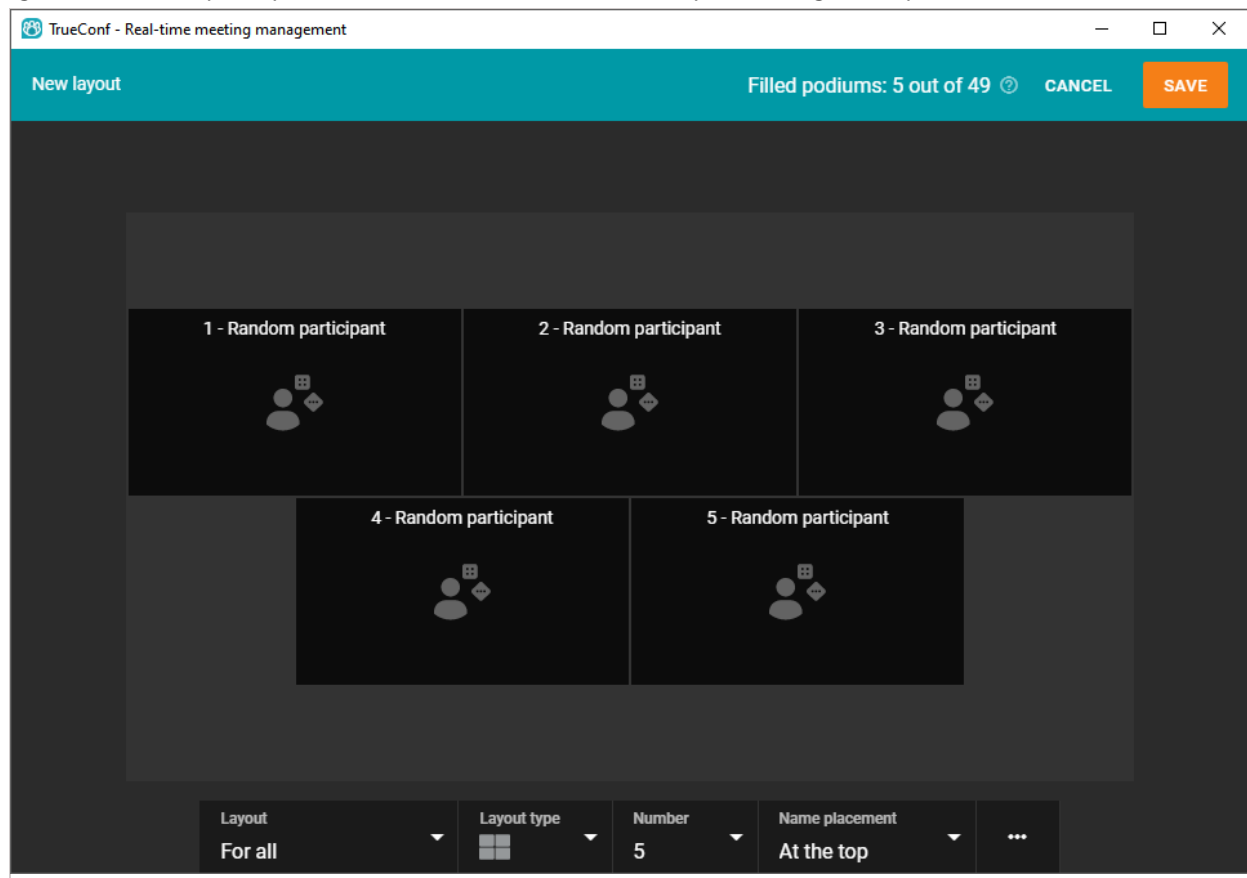 TrueConf - Real-time meeting management
New layout
Filled podiums: 5 out of 49
CANCEL
SAVE
1 - Random participant
2 - Random participant
3 - Random participant
4 - Random participant
5 - Random participant
Layout
For all
Layout type
Number
5
Name placement
At the top